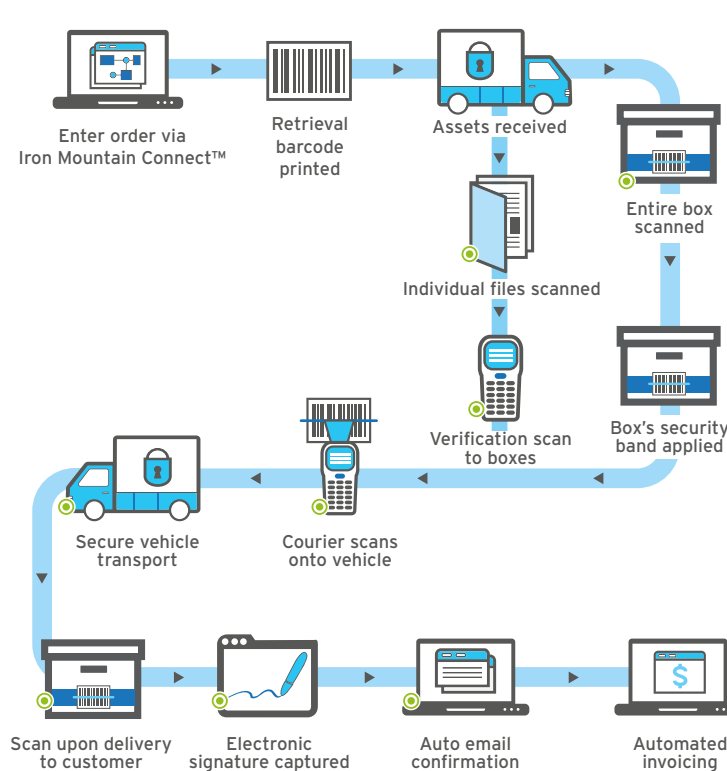 Enter order via
Iron Mountain Connect™
Retrieval
barcode
printed
Assets received
Entire box
scanned
Individual files scanned
Verification scan
to boxes
Box's security
band applied
Secure vehicle
transport
Courier scans
onto vehicle
Scan upon delivery
to customer
Electronic
signature captured
Auto email
confirmation
$
Automated
invoicing